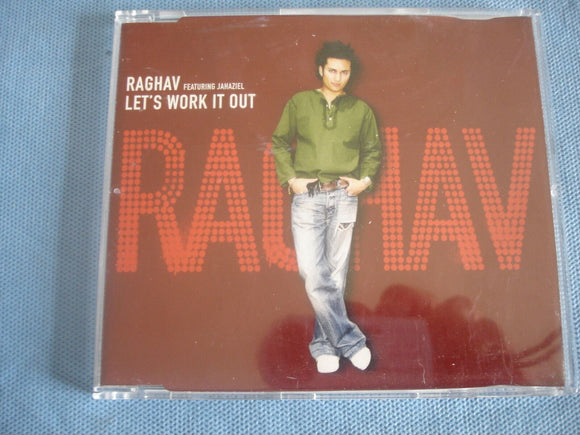 RAGHAV FEATURING JAHAZIEL
LET'S WORK IT OUT
RAGHAV